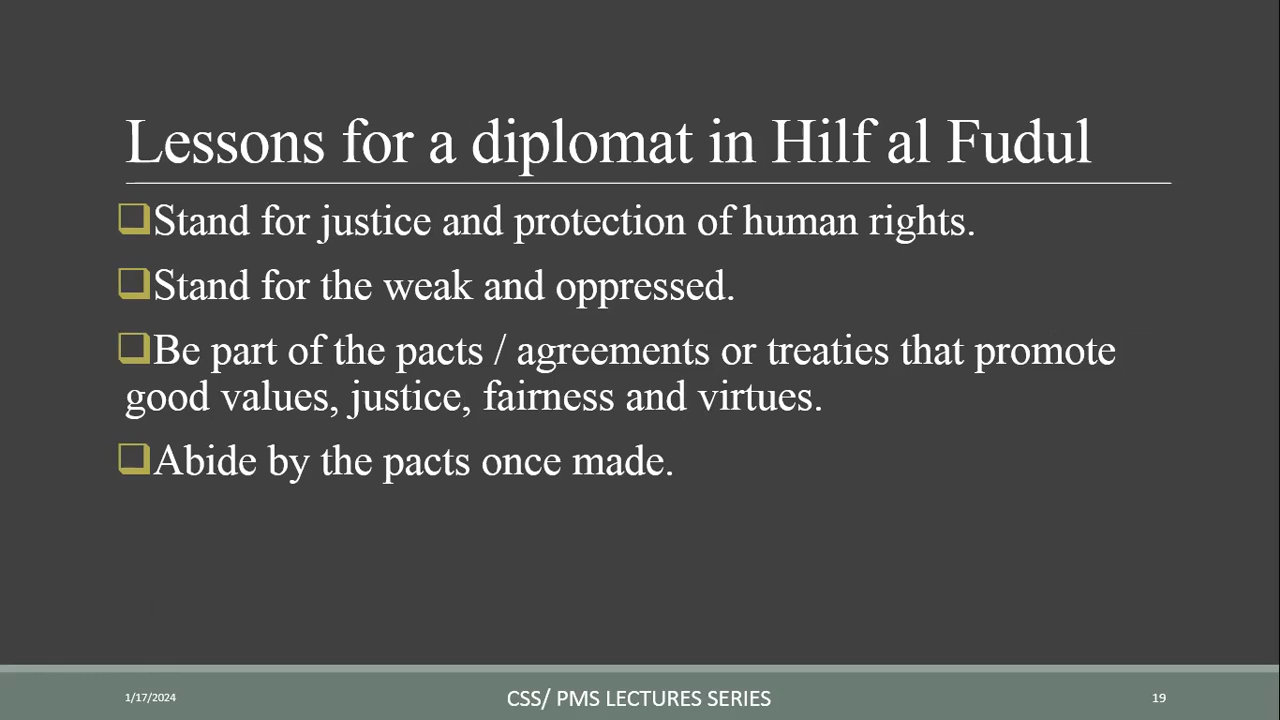 Lessons for a diplomat in Hilf al Fudul
❑Stand for justice and protection of human rights.
❑Stand for the weak and oppressed.
❑Be part of the pacts / agreements or treaties that promote
good values, justice, fairness and virtues.
❑Abide by the pacts once made.
1/17/2024
CSS/ PMS LECTURES SERIES
19